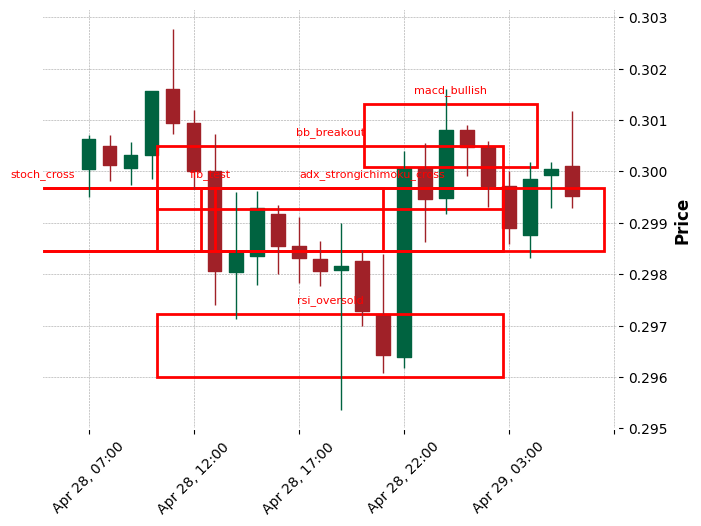 0.303
0.302
macd_bullish
0.301
bb_breakout
stoch_cross
0.300
0.299
Price
0.298
rsi_oversold
0.297
0.296
0.295
Apr 28, 07:00
Apr 28, 12:00
Apr 28, 17:00
Apr 28, 22:00
Apr 29, 03:00